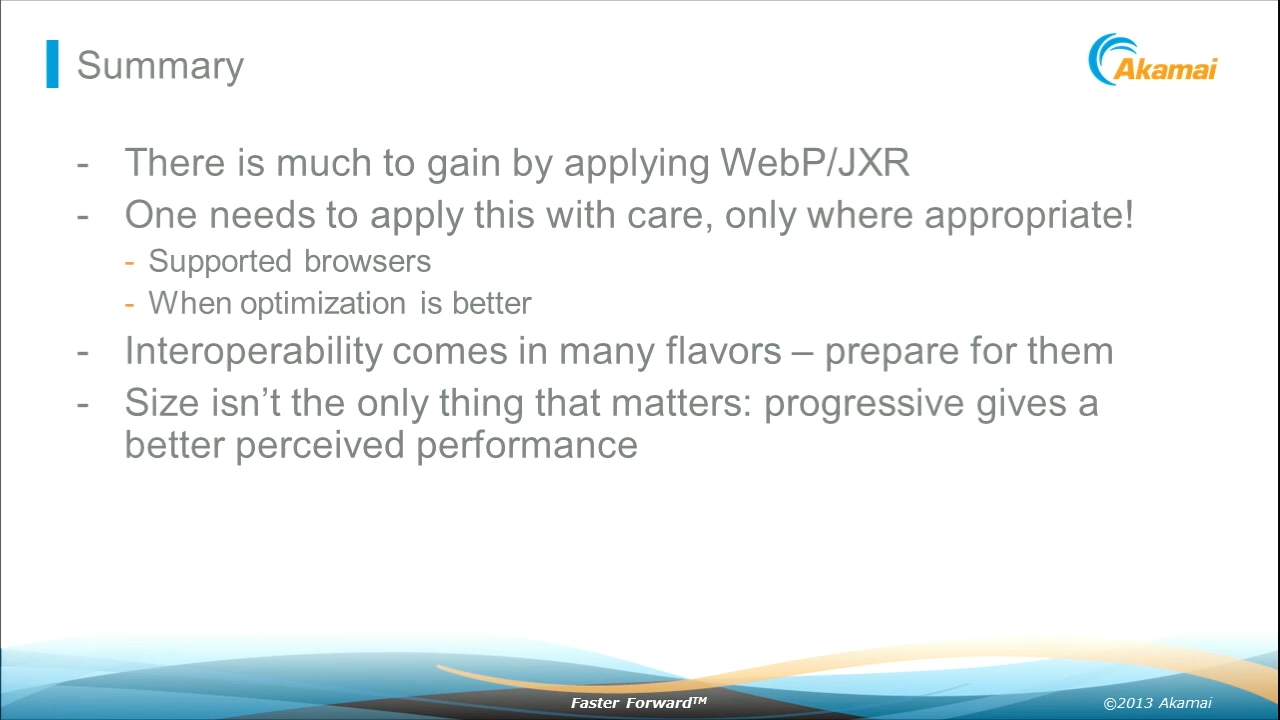 Summary
Akamai
- There is much to gain by applying WebP/JXR
- One needs to apply this with care, only where appropriate!
- Supported browsers
- When optimization is better
- Interoperability comes in many flavors – prepare for them
- Size isn’t the only thing that matters: progressive gives a
better perceived performance
Faster Forward™
©2013 Akamai